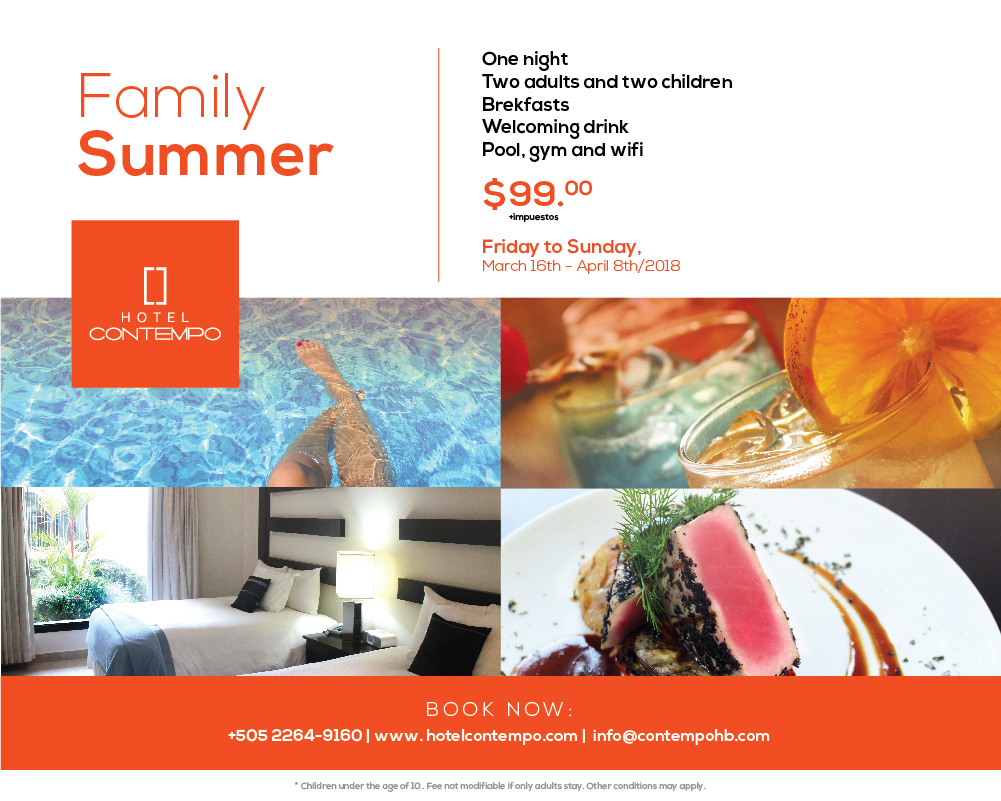 Family
Summer
One night
Two adults and two children
Brekfasts
Welcoming drink
Pool, gym and wifi
$99.00
+impuestos
Friday to Sunday,
March 16th - April 8th/2018
HOTEL
CONTEMPO
BOOK NOW:
+505 2264-9160 | www. hotelcontempo.com | info@contempohb.com
* Children under the age of 10 . Fee not modifiable if only adults stay. Other conditions may apply.